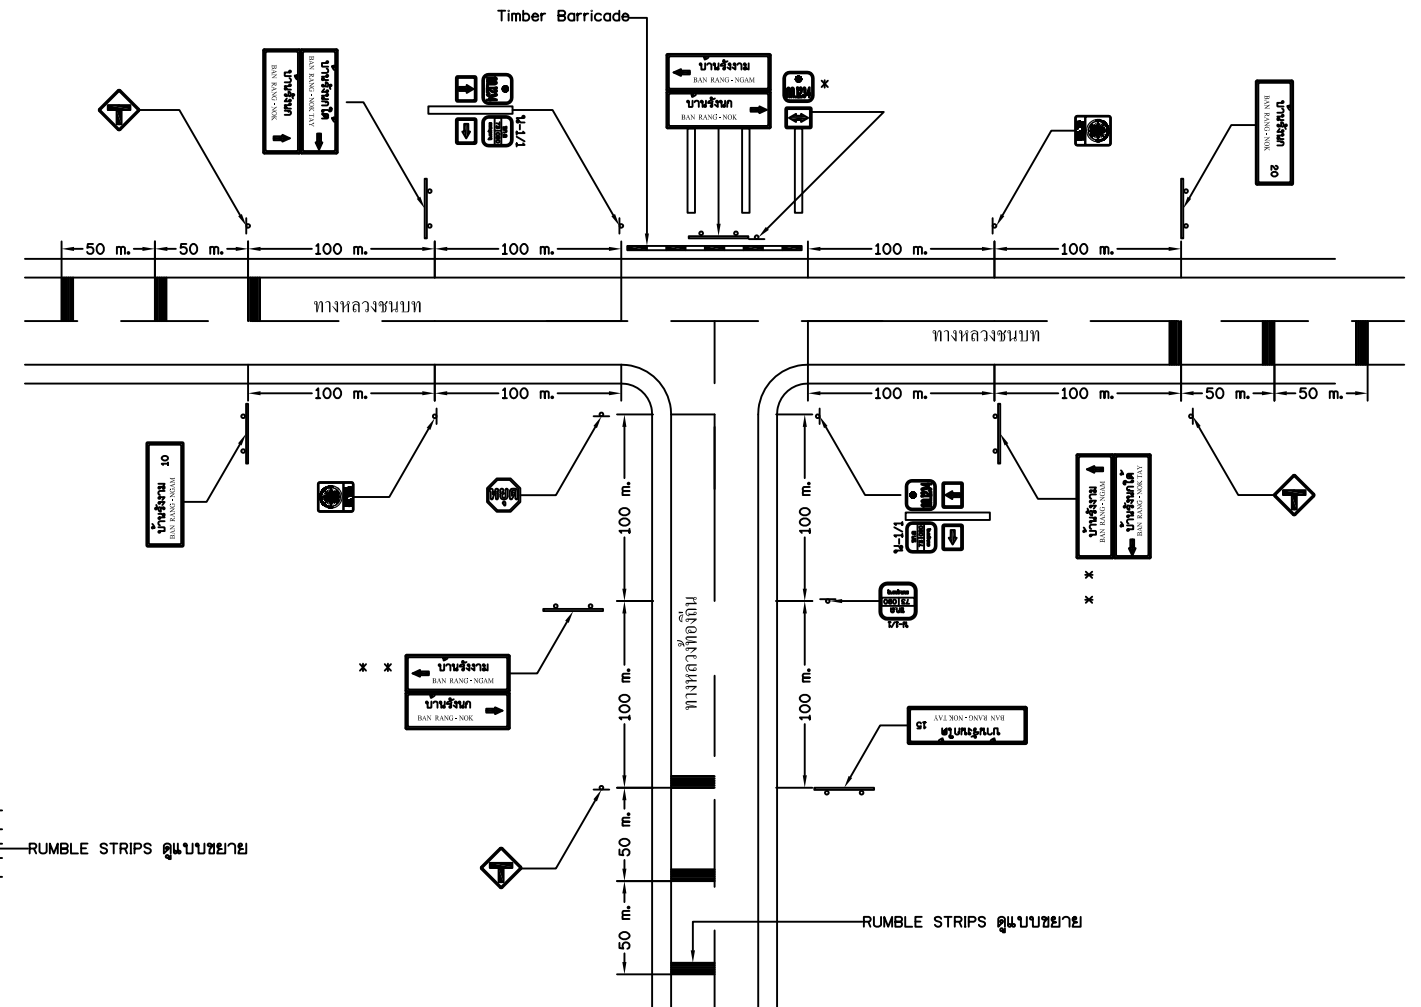 Timber Barricade
บ้านรังนก
BAN RANG - NOK
บ้านรังนกใต้
BAN RANG - NOK TAY
น-1/1
บ้านรังงาม
BAN RANG - NGAM
บ้านรังนก
BAN RANG - NOK
*
บ้านรังนก 20
BAN RANG - NOK
50 m.
50 m.
100 m.
100 m.
100 m.
100 m.
ทางหลวงชนบท
ทางหลวงชนบท
100 m.
100 m.
100 m.
100 m.
50 m.
50 m.
บ้านรังงาม 10
BAN RANG - NGAM
หยุด
100 m.
100 m.
น-1/1
บ้านรังงาม
BAN RANG - NGAM
บ้านรังนกใต้
BAN RANG - NOK TAY
*
*
73 080
น-1/1
ทางหลวงท้องถิ่น
* *
บ้านรังงาม
BAN RANG - NGAM
บ้านรังนก
BAN RANG - NOK
100 m.
100 m.
บ้านรังนกใต้ 15
BAN RANG - NOK TAY
50 m.
50 m.
RUMBLE STRIPS ดูแบบขยาย
RUMBLE STRIPS ดูแบบขยาย